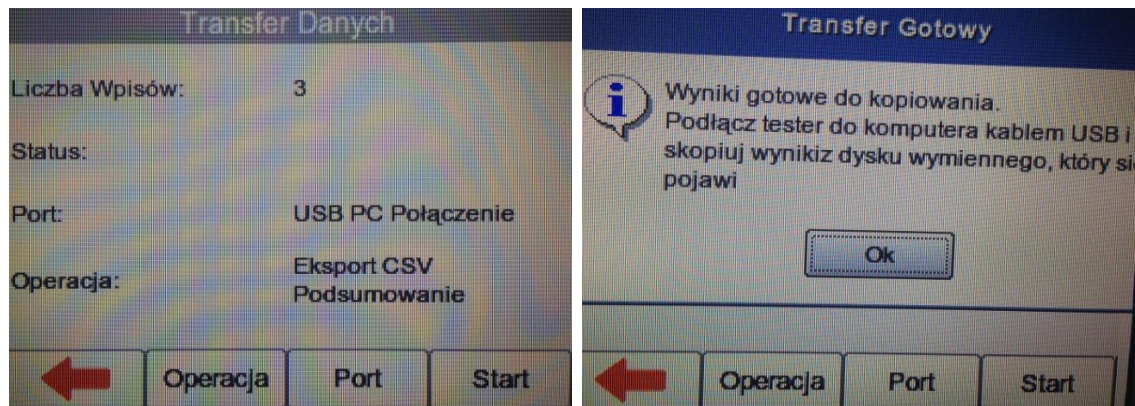 Transfer Danych
Liczba Wpisów:
3
Status:
Port:
USB PC Połączenie
Operacja:
Eksport CSV
Podsumowanie
Operacja
Port
Start
Transfer Gotowy
Wyniki gotowe do kopiowania.
Podłącz tester do komputera kablem USB i
skopiuj wynikiz dysku wymiennego, który się
pojawi
Ok
Operacja
Port
Start